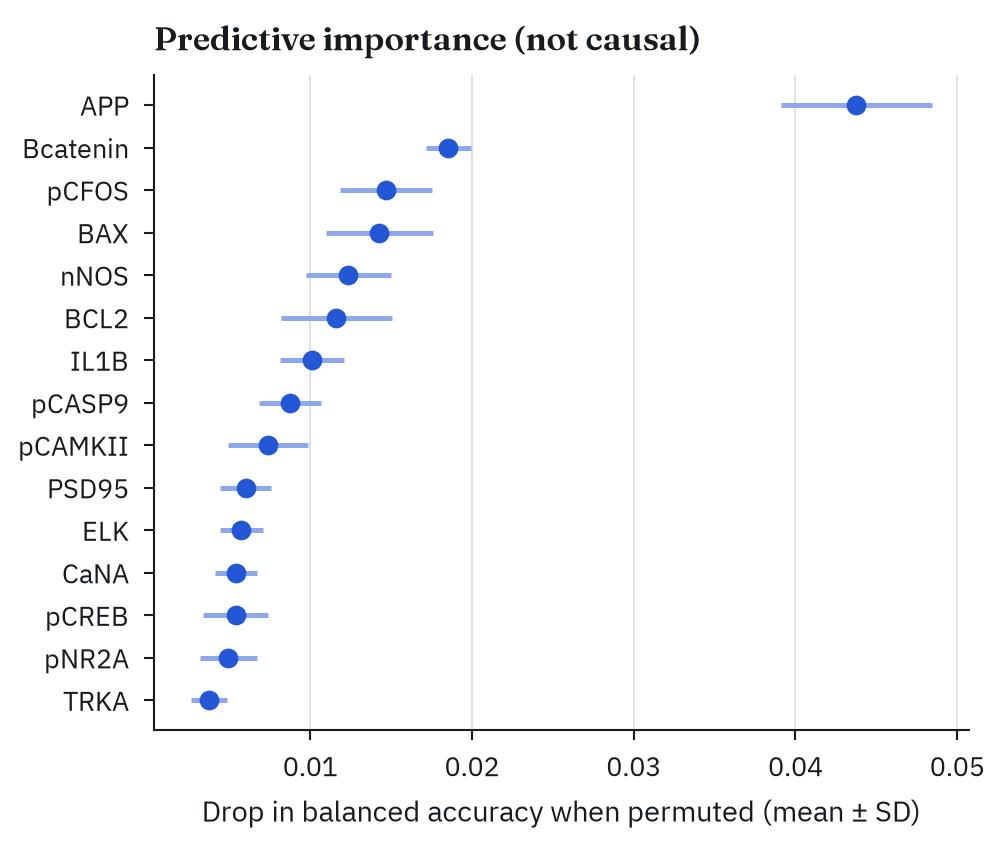 Predictive importance (not causal)
APP
Bcatenin
pCFOS
BAX
nNOS
BCL2
IL1B
pCASP9
pCAMKII
PSD95
ELK
CaNA
pCREB
pNR2A
TRKA
0.01 0.02 0.03 0.04 0.05
Drop in balanced accuracy when permuted (mean ± SD)